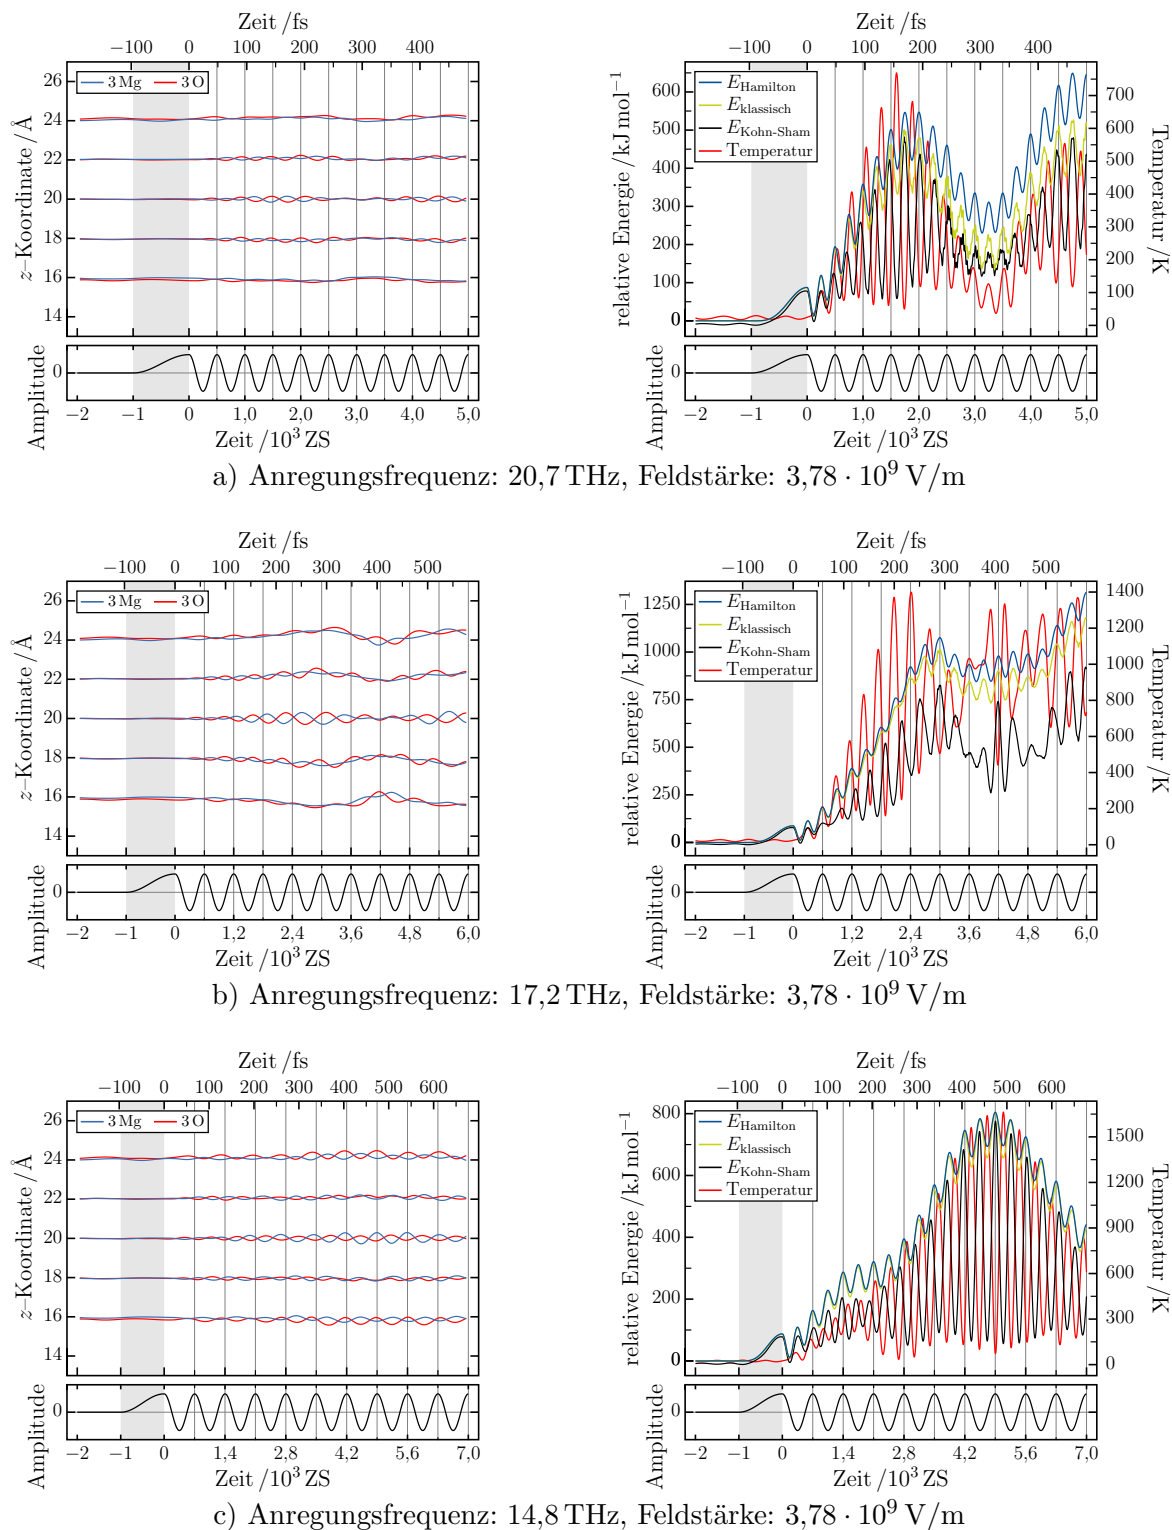 Zeit /fs
−100 0 100 200 300 400
26
24
22
20
18
16
14
z–Koordinate / Å
3 Mg 3 O
Amplitude
0
−2 −1 0 1,0 2,0 3,0 4,0 5,0
Zeit /10³ ZS
Zeit /fs
−100 0 100 200 300 400
600
500
400
300
200
100
0
relative Energie /kJ mol⁻¹
E_Hamilton
E_klassisch
E_Kohn-Sham
Temperatur
700
600
500
400
300
200
100
0
Temperatur /K
Amplitude
0
−2 −1 0 1,0 2,0 3,0 4,0 5,0
Zeit /10³ ZS
a) Anregungsfrequenz: 20,7 THz, Feldstärke: 3,78 · 10⁹ V/m
Zeit /fs
−100 0 100 200 300 400 500
26
24
22
20
18
16
14
z–Koordinate / Å
3 Mg 3 O
Amplitude
0
−2 −1 0 1,2 2,4 3,6 4,8 6,0
Zeit /10³ ZS
Zeit /fs
−100 0 100 200 300 400 500
1250
1000
750
500
250
0
relative Energie /kJ mol⁻¹
E_Hamilton
E_klassisch
E_Kohn-Sham
Temperatur
1400
1200
1000
800
600
400
200
0
Temperatur /K
Amplitude
0
−2 −1 0 1,2 2,4 3,6 4,8 6,0
Zeit /10³ ZS
b) Anregungsfrequenz: 17,2 THz, Feldstärke: 3,78 · 10⁹ V/m
Zeit /fs
−100 0 100 200 300 400 500 600
26
24
22
20
18
16
14
z–Koordinate / Å
3 Mg 3 O
Amplitude
0
−2 −1 0 1,4 2,8 4,2 5,6 7,0
Zeit /10³ ZS
Zeit /fs
−100 0 100 200 300 400 500 600
800
600
400
200
0
relative Energie /kJ mol⁻¹
E_Hamilton
E_klassisch
E_Kohn-Sham
Temperatur
1500
1200
900
600
300
0
Temperatur /K
Amplitude
0
−2 −1 0 1,4 2,8 4,2 5,6 7,0
Zeit /10³ ZS
c) Anregungsfrequenz: 14,8 THz, Feldstärke: 3,78 · 10⁹ V/m